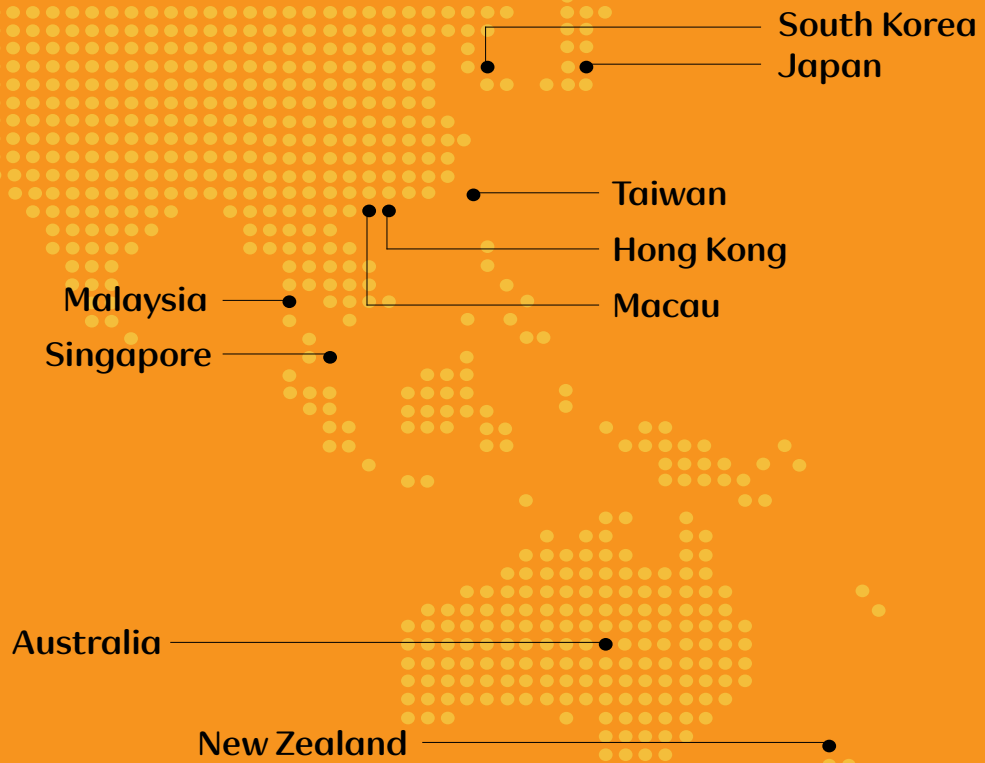 South Korea
Japan
Taiwan
Hong Kong
Macau
Malaysia
Singapore
Australia
New Zealand